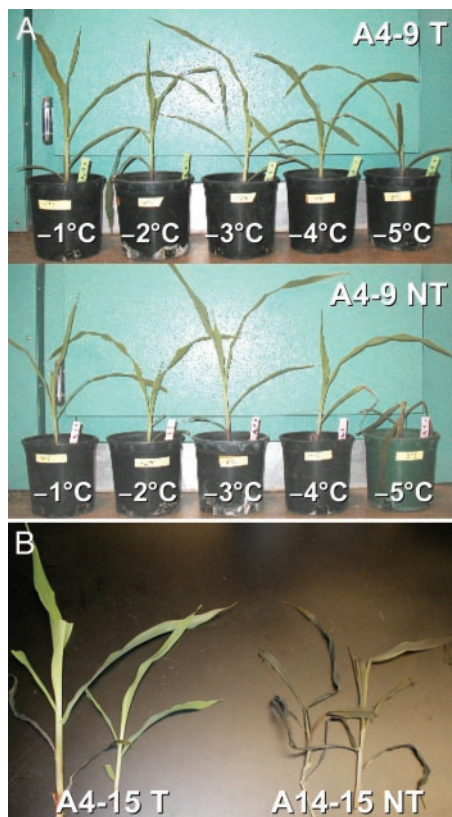 A
A4-9 T
–1°C –2°C –3°C –4°C –5°C
A4-9 NT
–1°C –2°C –3°C –4°C –5°C
B
A4-15 T A14-15 NT